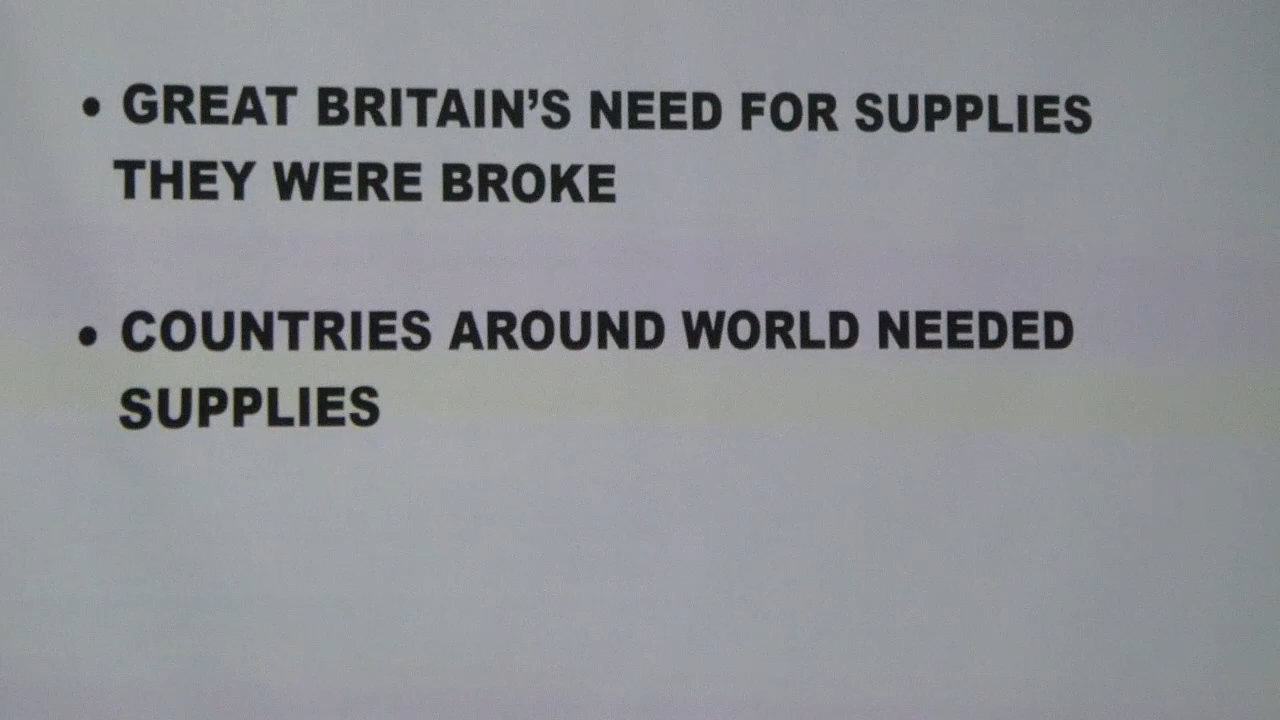 • GREAT BRITAIN’S NEED FOR SUPPLIES
THEY WERE BROKE
• COUNTRIES AROUND WORLD NEEDED
SUPPLIES